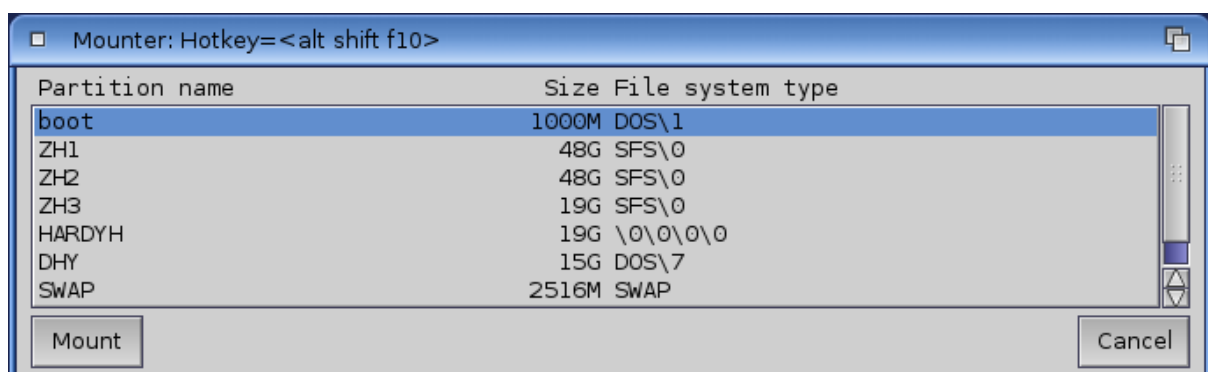 Mounter: Hotkey=<alt shift f10>
Partition name Size File system type
boot 1000M DOS\1
ZH1 48G SFS\0
ZH2 48G SFS\0
ZH3 19G SFS\0
HARDYH 19G \0\0\0\0
DHY 15G DOS\7
SWAP 2516M SWAP
Mount Cancel